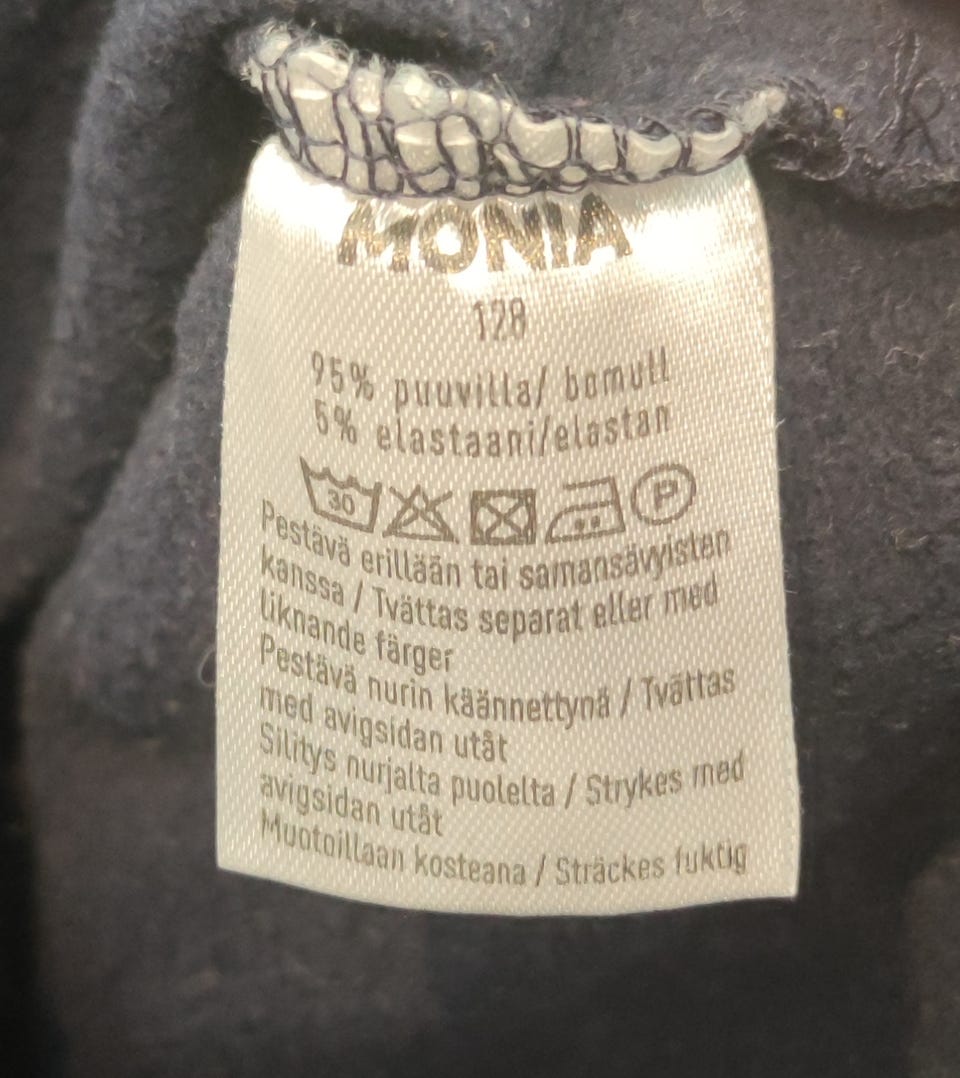 MONIA
128
95% puuvilla/ bomull
5% elastaani/elastan
30 P
Pestävä erillään tai samansävyisten
kanssa / Tvättas separat eller med
liknande färger
Pestävä nurin käännettynä / Tvättas
med avigsidan utåt
Silitys nurjalta puolelta / Strykes med
avigsidan utåt
Muotoillaan kosteana / Sträckes fuktig